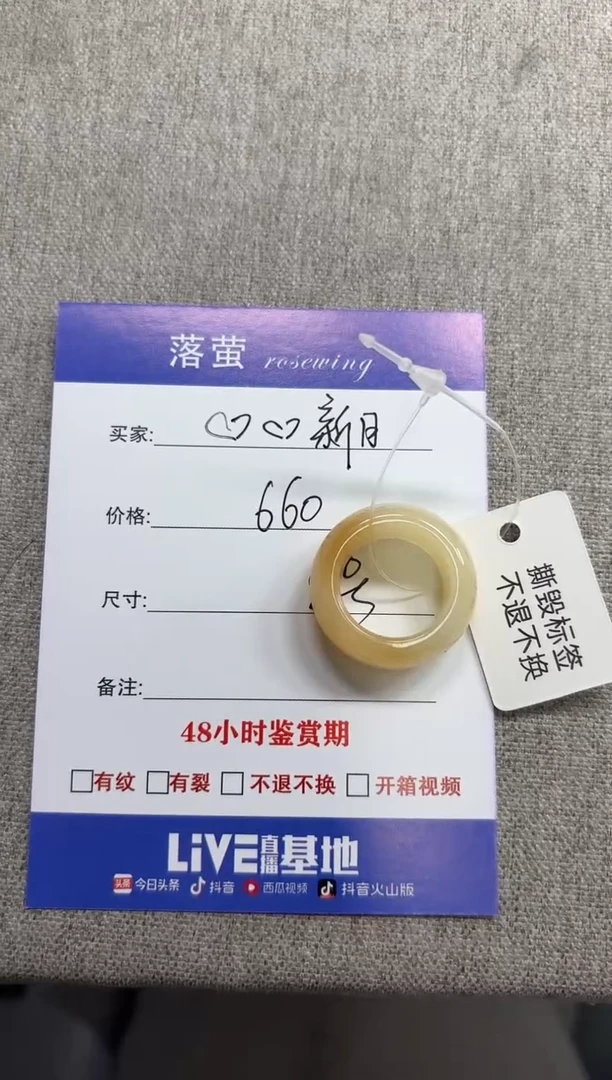 落萤 rosewing
买家: ♡♡新月
价格: 660
尺寸: 号
备注:
48小时鉴赏期
□有纹 □有裂 □不退不换 □开箱视频
LiVE直播基地
头条 今日头条 抖音 西瓜视频 抖音火山版
撕毁标签
不退不换